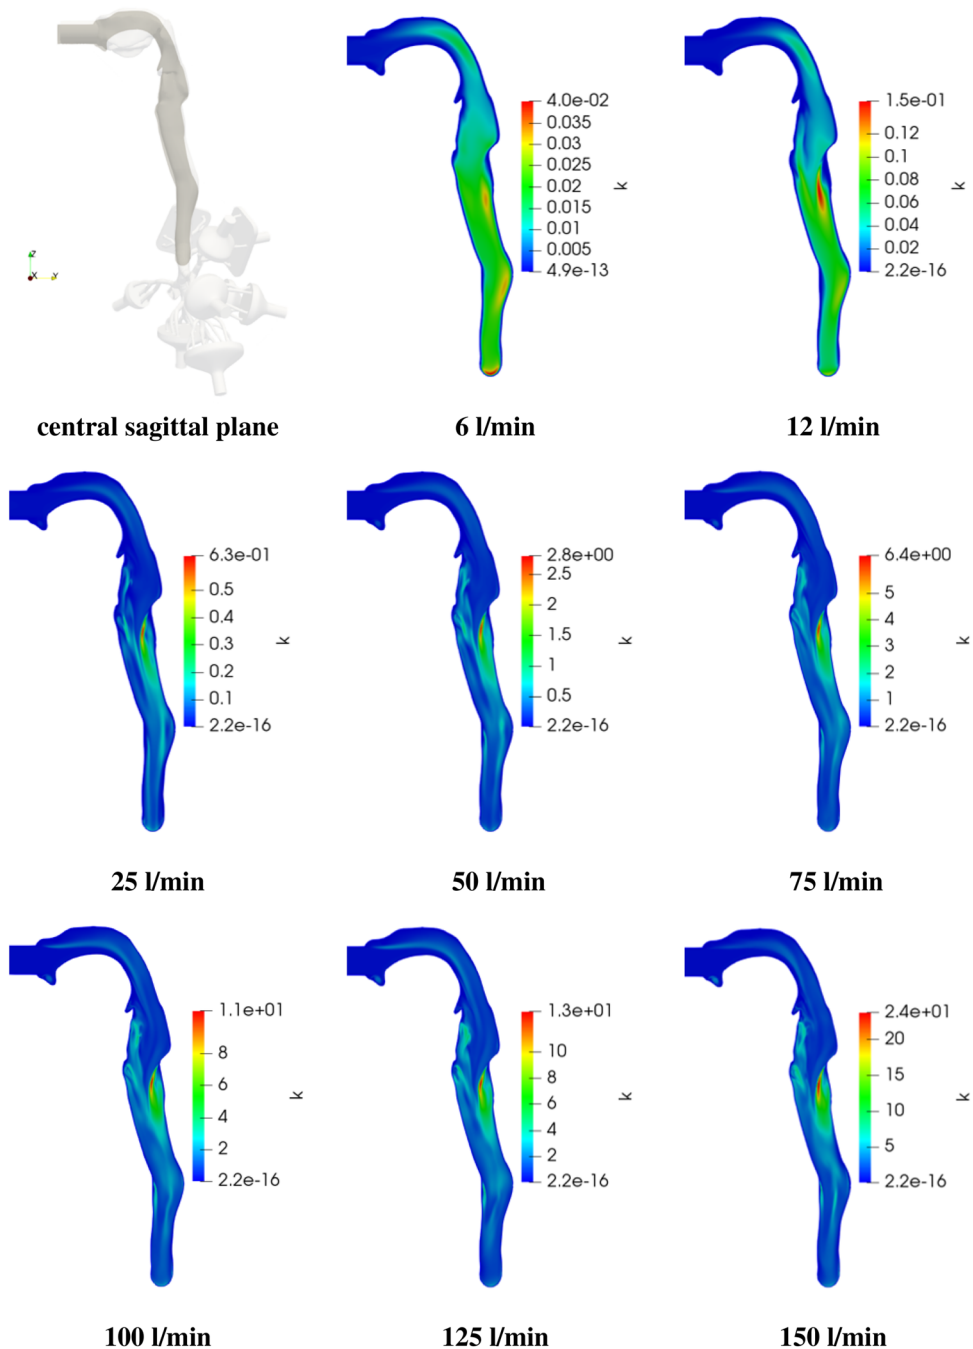 Z
X
Y
central sagittal plane
4.0e-02
0.035
0.03
0.025
0.02
0.015
0.01
0.005
4.9e-13
k
6 l/min
1.5e-01
0.12
0.1
0.08
0.06
0.04
0.02
2.2e-16
k
12 l/min
6.3e-01
0.5
0.4
0.3
0.2
0.1
2.2e-16
k
25 l/min
2.8e+00
2.5
2
1.5
1
0.5
2.2e-16
k
50 l/min
6.4e+00
5
4
3
2
1
2.2e-16
k
75 l/min
1.1e+01
8
6
4
2
2.2e-16
k
100 l/min
1.3e+01
10
8
6
4
2
2.2e-16
k
125 l/min
2.4e+01
20
15
10
5
2.2e-16
k
150 l/min